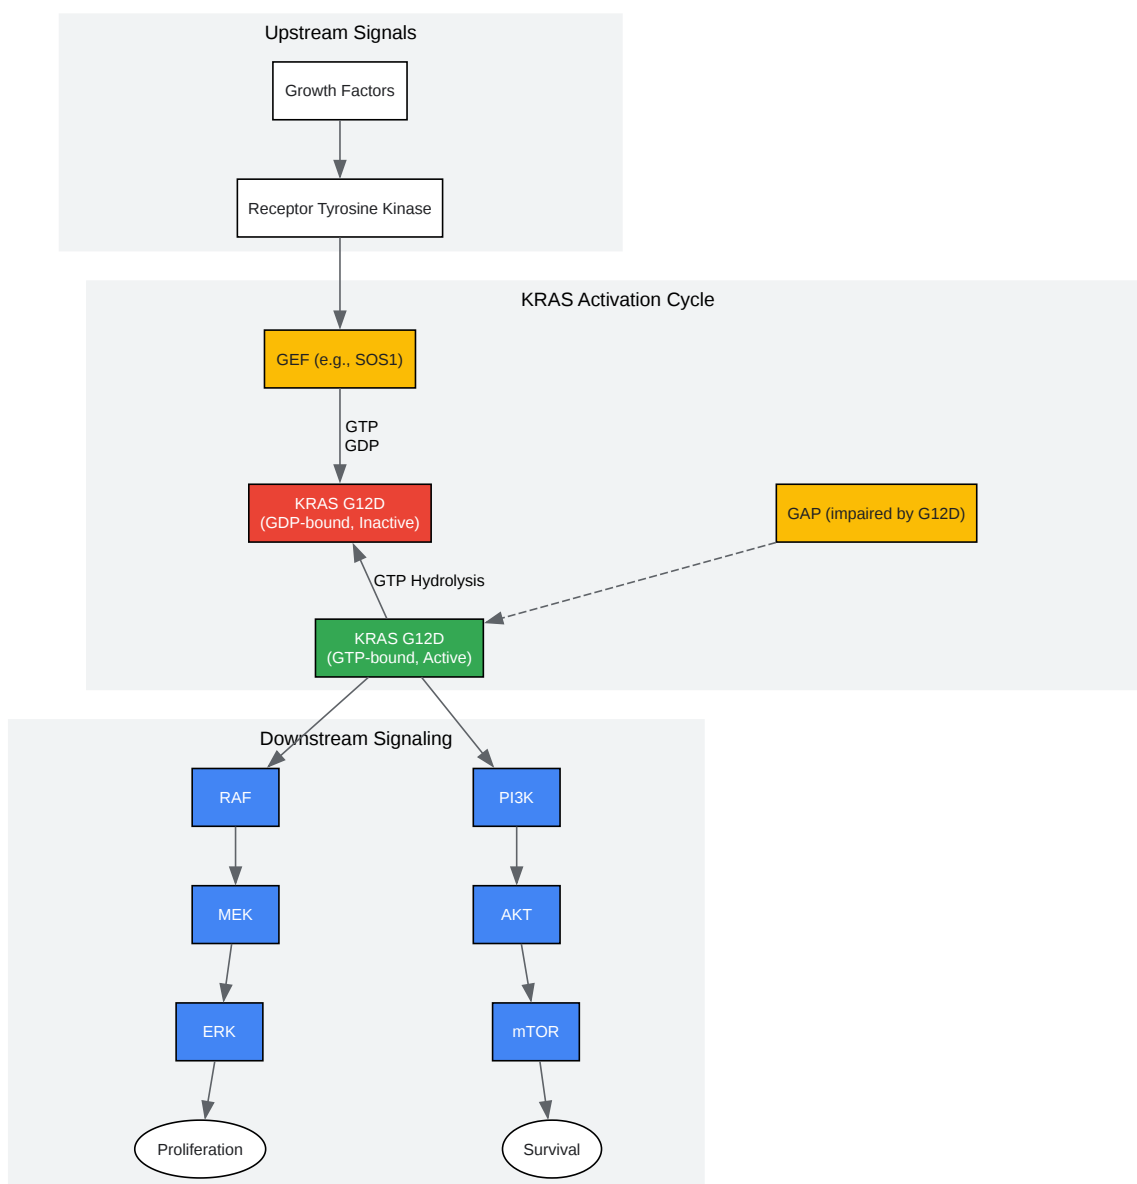 Upstream Signals
Growth Factors
Receptor Tyrosine Kinase
KRAS Activation Cycle
GEF (e.g., SOS1)
GTP
GDP
KRAS G12D
(GDP-bound, Inactive)
GAP (impaired by G12D)
GTP Hydrolysis
KRAS G12D
(GTP-bound, Active)
Downstream Signaling
RAF
PI3K
MEK
AKT
ERK
mTOR
Proliferation
Survival